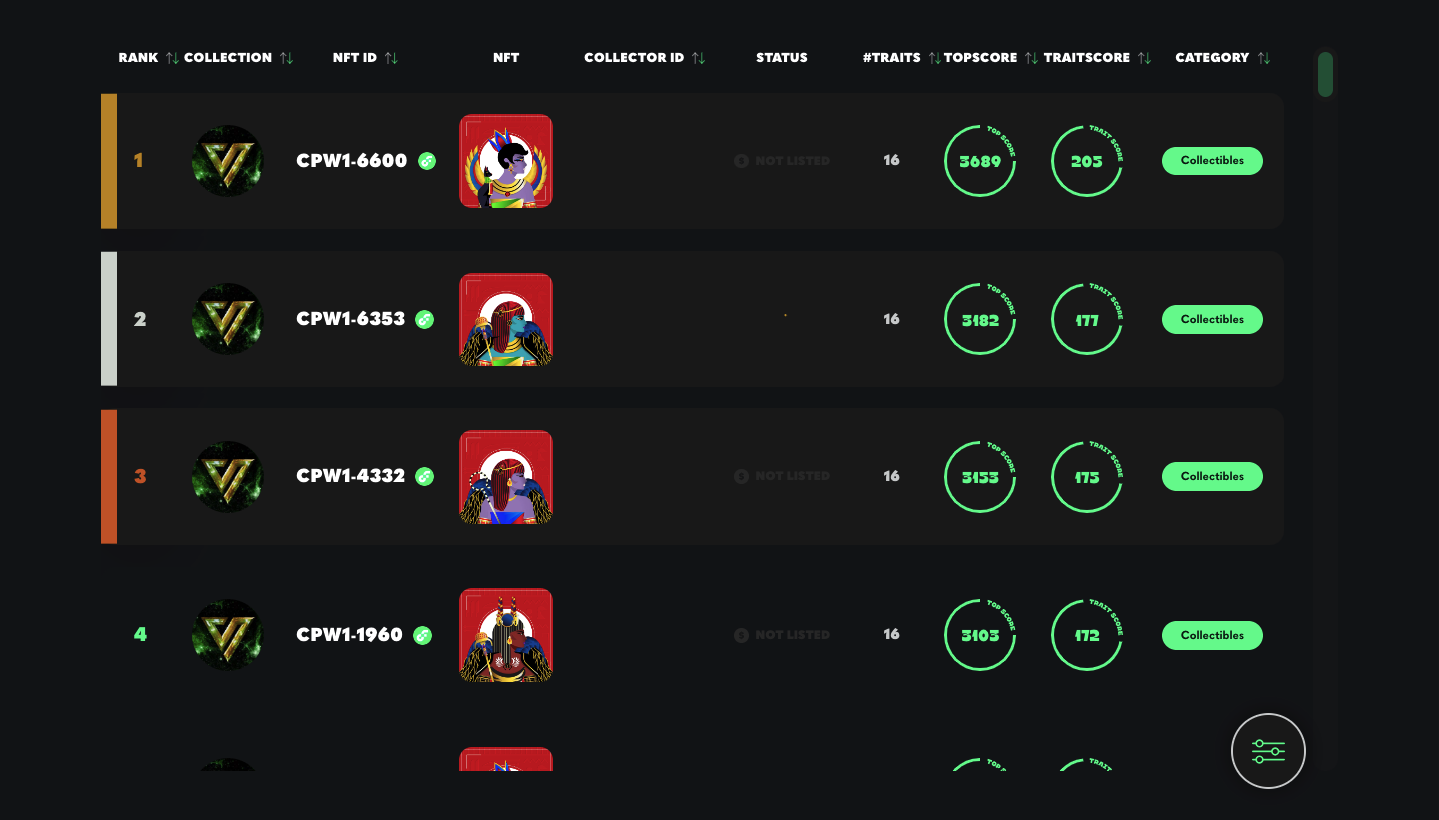 RANK COLLECTION NFT ID NFT COLLECTOR ID STATUS #TRAITS TOPSCORE TRAITSCORE CATEGORY
1 CPW1-6600 NOT LISTED 16 TOP SCORE 3689 TRAIT SCORE 205 Collectibles
2 CPW1-6353 16 TOP SCORE 3182 TRAIT SCORE 177 Collectibles
3 CPW1-4332 NOT LISTED 16 TOP SCORE 3153 TRAIT SCORE 175 Collectibles
4 CPW1-1960 NOT LISTED 16 TOP SCORE 3103 TRAIT SCORE 172 Collectibles